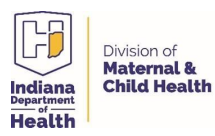 Indiana
Department
of
Health
Division of
Maternal &
Child Health